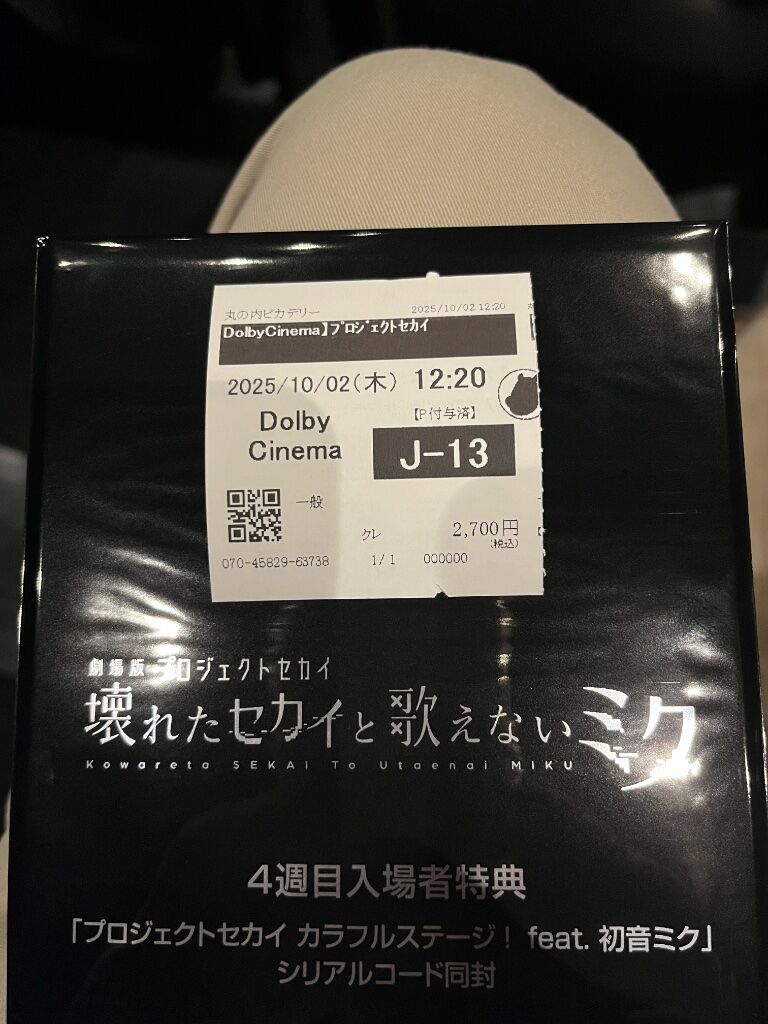 丸の内ピカデリー 2025/10/02 12:20
DolbyCinema】プロジェクトセカイ
2025/10/02(木) 12:20
【P付与済】
Dolby
Cinema
J-13
一般
クレ 2,700円
(税込)
070-45829-63738 1/1 000000
劇場版 プロジェクトセカイ
壊れたセカイと歌えないミク
Kowareta SEKAI To Utaenai MIKU
4週目入場者特典
「プロジェクトセカイ カラフルステージ! feat. 初音ミク」
シリアルコード同封